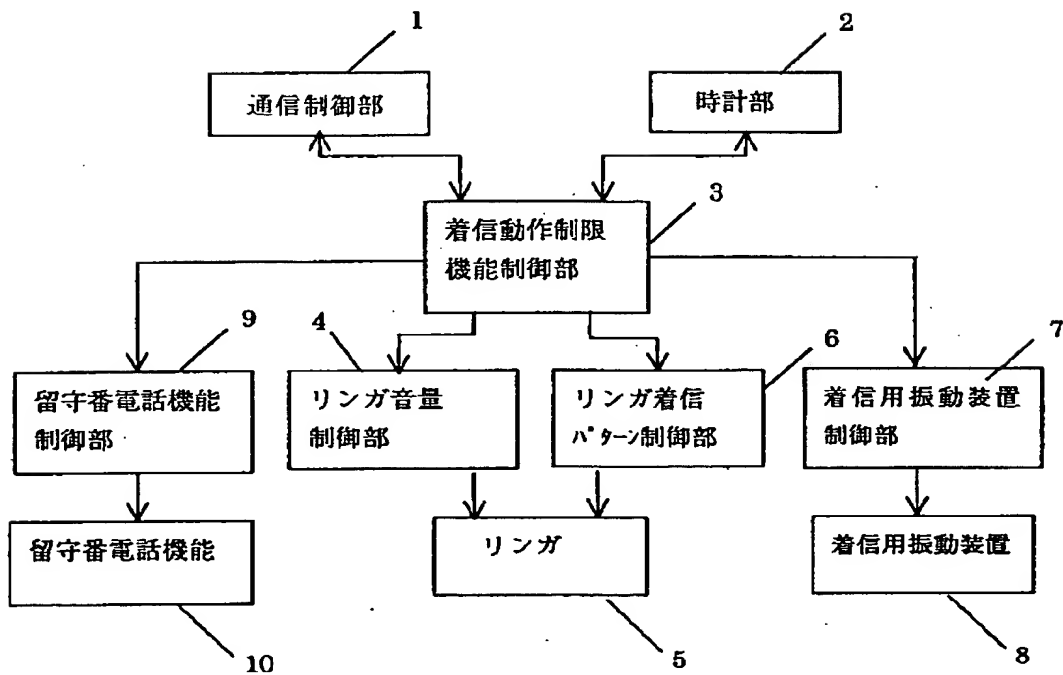 1
2
通信制御部
時計部
3
着信動作制限
機能制御部
9
4
6
7
留守番電話機能
制御部
リンガ音量
制御部
リンガ着信
パターン制御部
着信用振動装置
制御部
留守番電話機能
リンガ
着信用振動装置
10
5
8